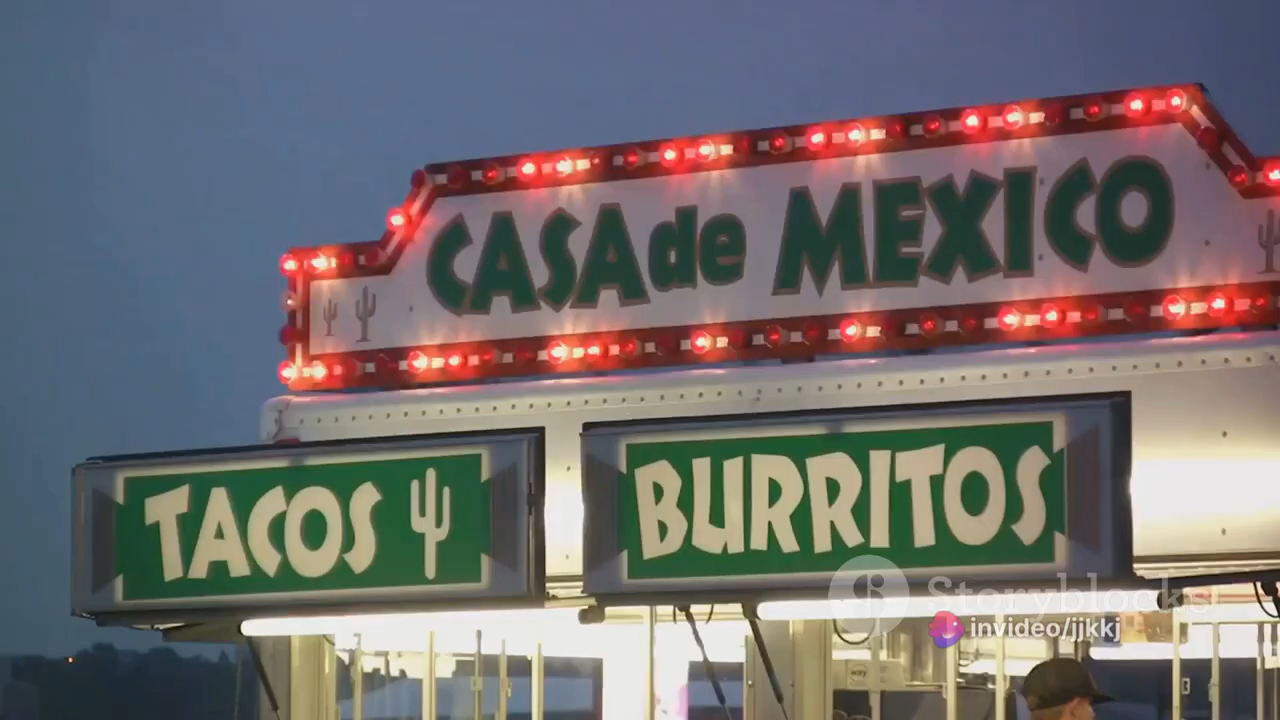 CASA de MEXICO
TACOS
BURRITOS
Storyblocks
invideo/jjkkj